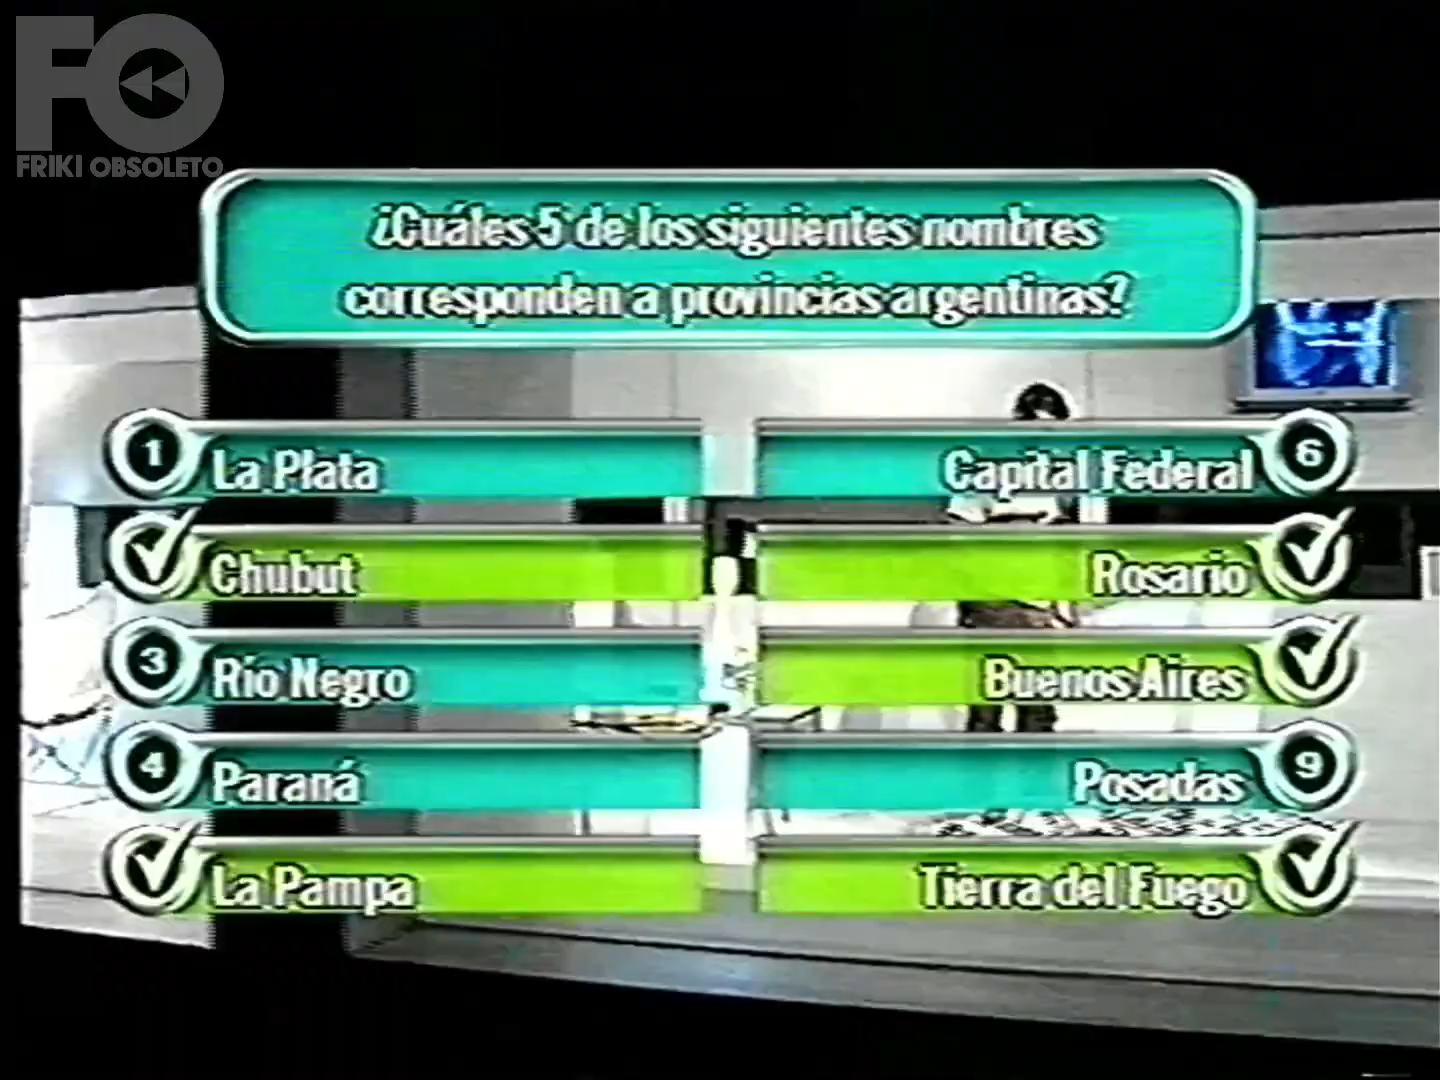 FO
FRIKI OBSOLETO
¿Cuáles 5 de los siguientes nombres
corresponden a provincias argentinas?
1 La Plata
Chubut
3 Río Negro
4 Paraná
La Pampa
Capital Federal 6
Rosario
Buenos Aires
Posadas 9
Tierra del Fuego